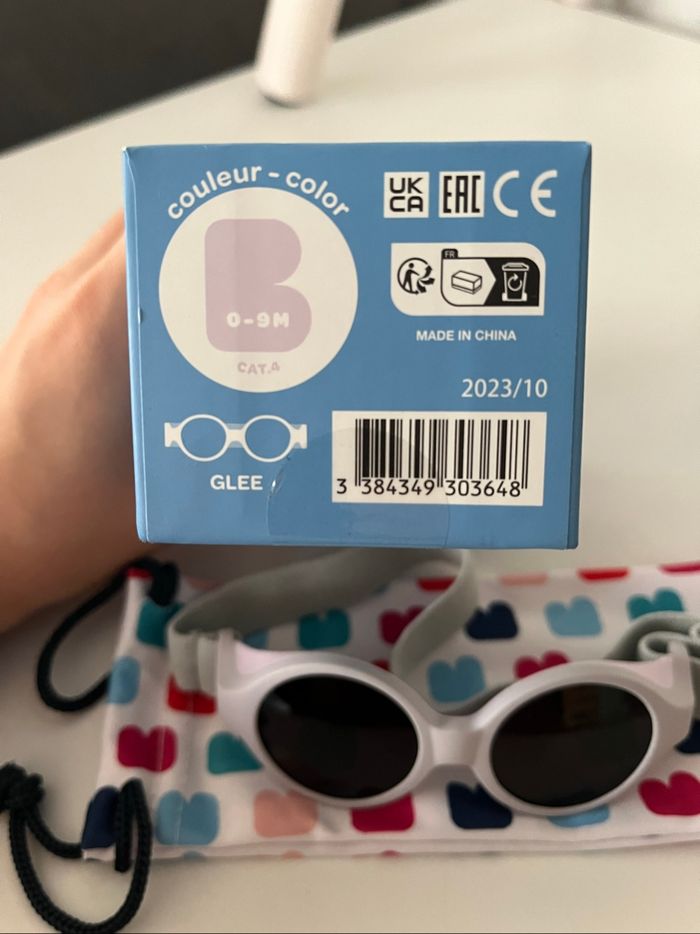 couleur - color
B
0-9M
CAT.4
GLEE
UK
CA
EAC CE
FR
MADE IN CHINA
2023/10
3 384349 303648